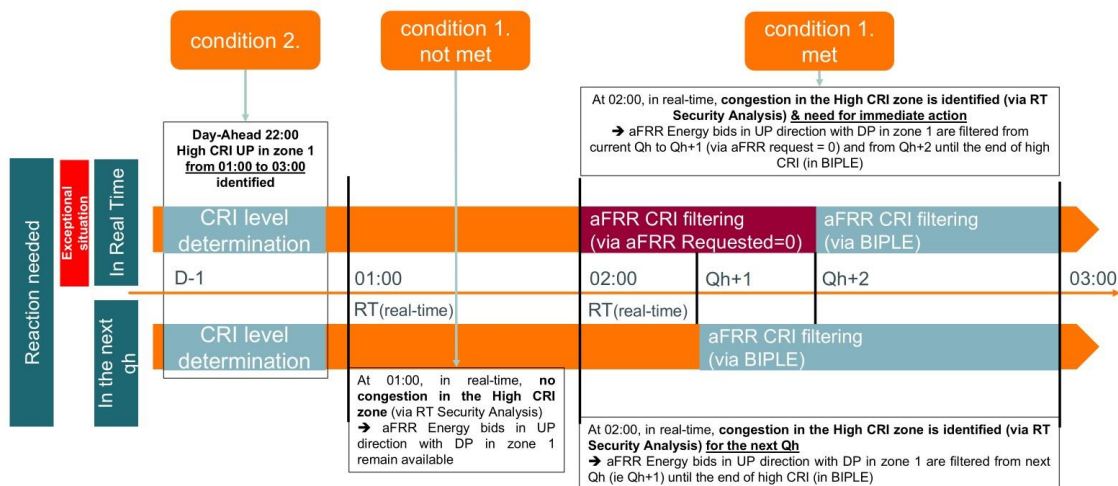 condition 2.
condition 1.
not met
condition 1.
met
Day-Ahead 22:00
High CRI UP in zone 1
from 01:00 to 03:00
identified
At 02:00, in real-time, congestion in the High CRI zone is identified (via RT
Security Analysis) & need for immediate action
➔ aFRR Energy bids in UP direction with DP in zone 1 are filtered from
current Qh to Qh+1 (via aFRR request = 0) and from Qh+2 until the end of high
CRI (in BIPLE)
Reaction needed
Exceptional
situation
In Real Time
CRI level
determination
aFRR CRI filtering
(via aFRR Requested=0)
aFRR CRI filtering
(via BIPLE)
D-1
01:00
02:00
Qh+1
Qh+2
03:00
RT(real-time)
RT(real-time)
In the next
qh
CRI level
determination
aFRR CRI filtering
(via BIPLE)
At 01:00, in real-time, no
congestion in the High CRI
zone (via RT Security Analysis)
➔ aFRR Energy bids in UP
direction with DP in zone 1
remain available
At 02:00, in real-time, congestion in the High CRI zone is identified (via RT
Security Analysis) for the next Qh
➔ aFRR Energy bids in UP direction with DP in zone 1 are filtered from next
Qh (ie Qh+1) until the end of high CRI (in BIPLE)